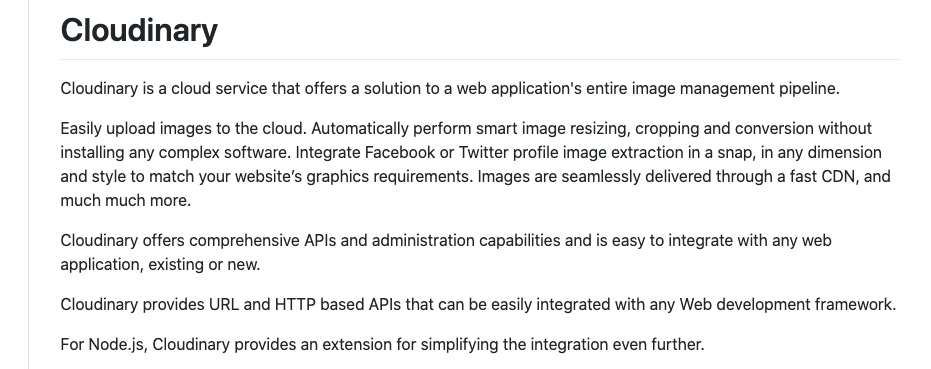 Cloudinary
Cloudinary is a cloud service that offers a solution to a web application's entire image management pipeline.
Easily upload images to the cloud. Automatically perform smart image resizing, cropping and conversion without
installing any complex software. Integrate Facebook or Twitter profile image extraction in a snap, in any dimension
and style to match your website’s graphics requirements. Images are seamlessly delivered through a fast CDN, and
much much more.
Cloudinary offers comprehensive APIs and administration capabilities and is easy to integrate with any web
application, existing or new.
Cloudinary provides URL and HTTP based APIs that can be easily integrated with any Web development framework.
For Node.js, Cloudinary provides an extension for simplifying the integration even further.